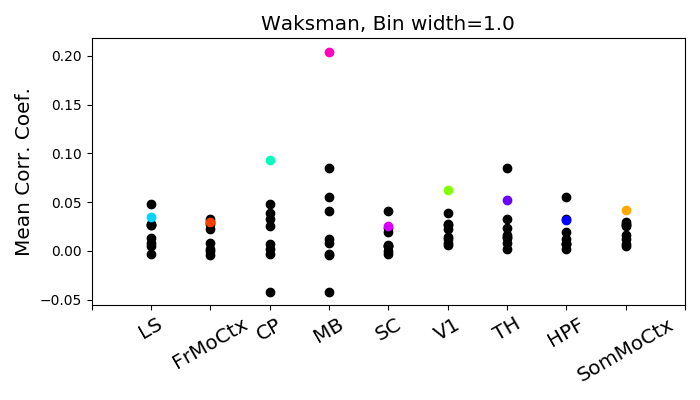 Waksman, Bin width=1.0
Mean Corr. Coef.
0.20
0.15
0.10
0.05
0.00
−0.05
LS
FrMoCtx
CP
MB
SC
V1
TH
HPF
SomMoCtx